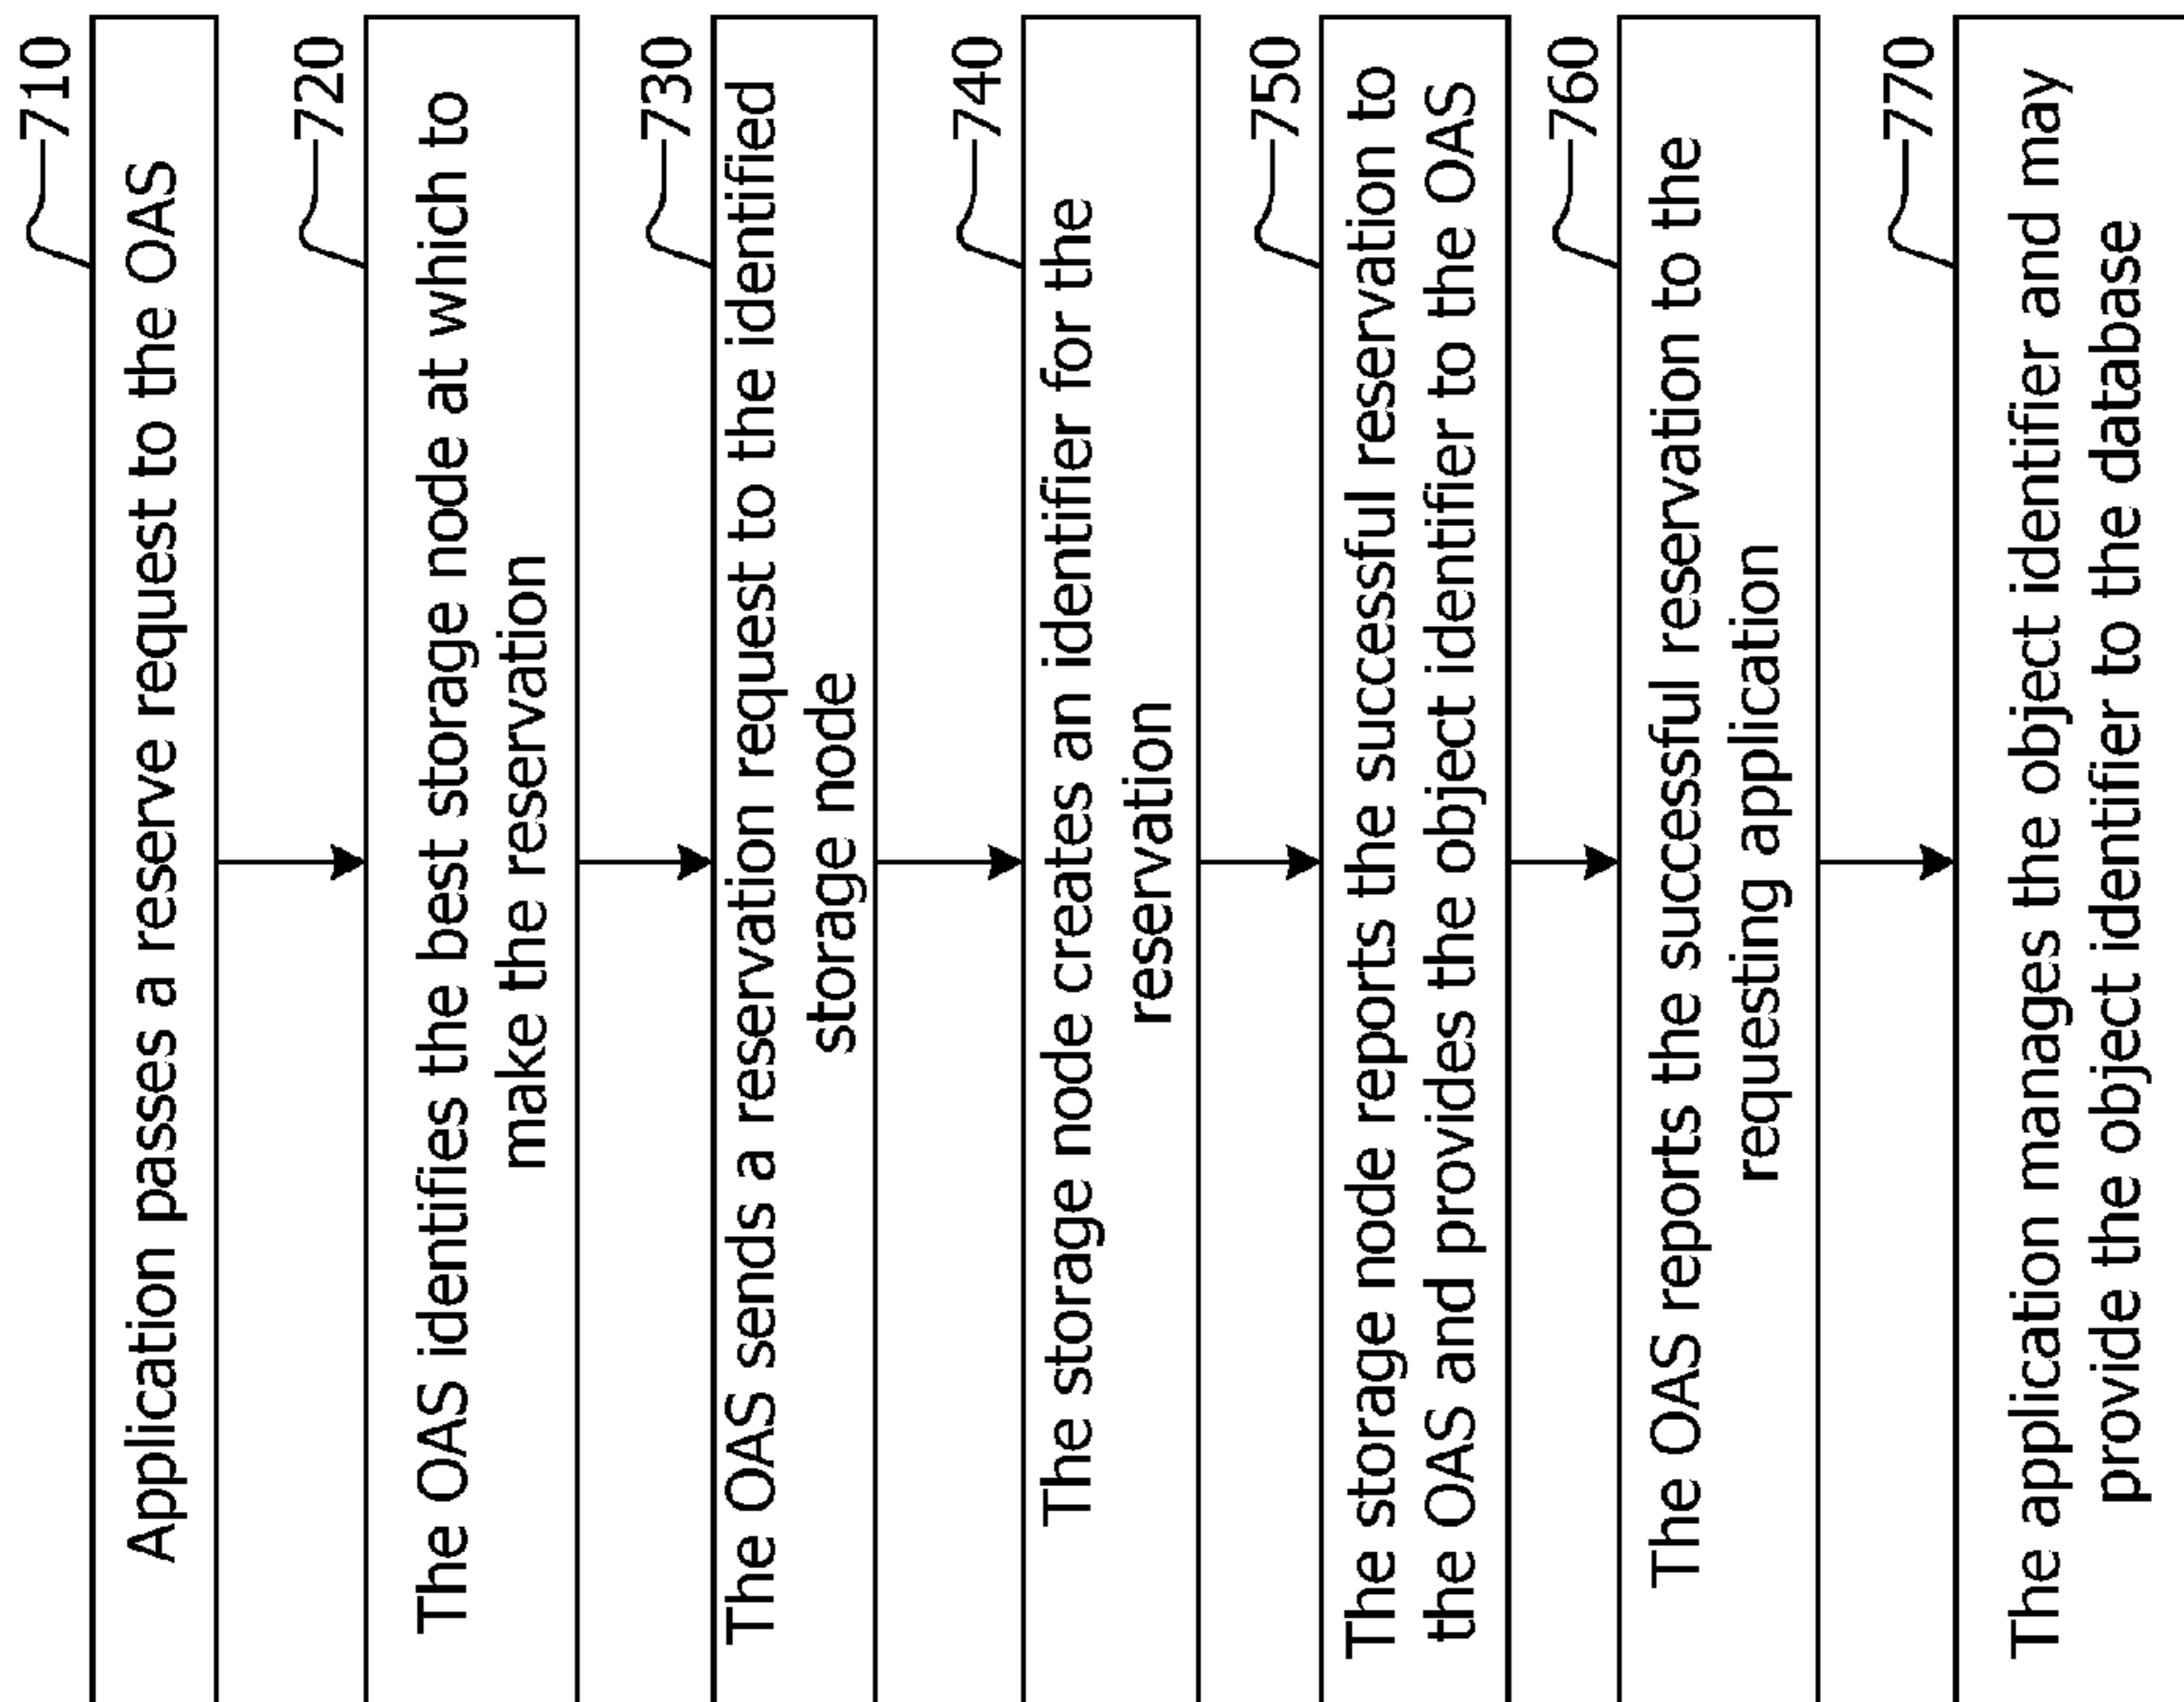 710
Application passes a reserve request to the OAS
720
The OAS identifies the best storage node at which to
make the reservation
730
The OAS sends a reservation request to the identified
storage node
740
The storage node creates an identifier for the
reservation
750
The storage node reports the successful reservation to
the OAS and provides the object identifier to the OAS
760
The OAS reports the successful reservation to the
requesting application
770
The application manages the object identifier and may
provide the object identifier to the database